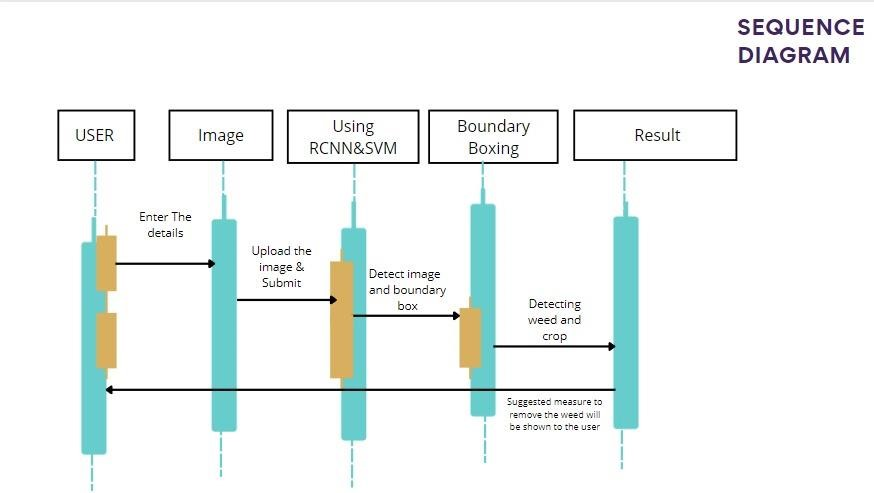 SEQUENCE
DIAGRAM
USER
Image
Using
RCNN&SVM
Boundary
Boxing
Result
Enter The
details
Upload the
image &
Submit
Detect image
and boundary
box
Detecting
weed and
crop
Suggested measure to
remove the weed will
be shown to the user